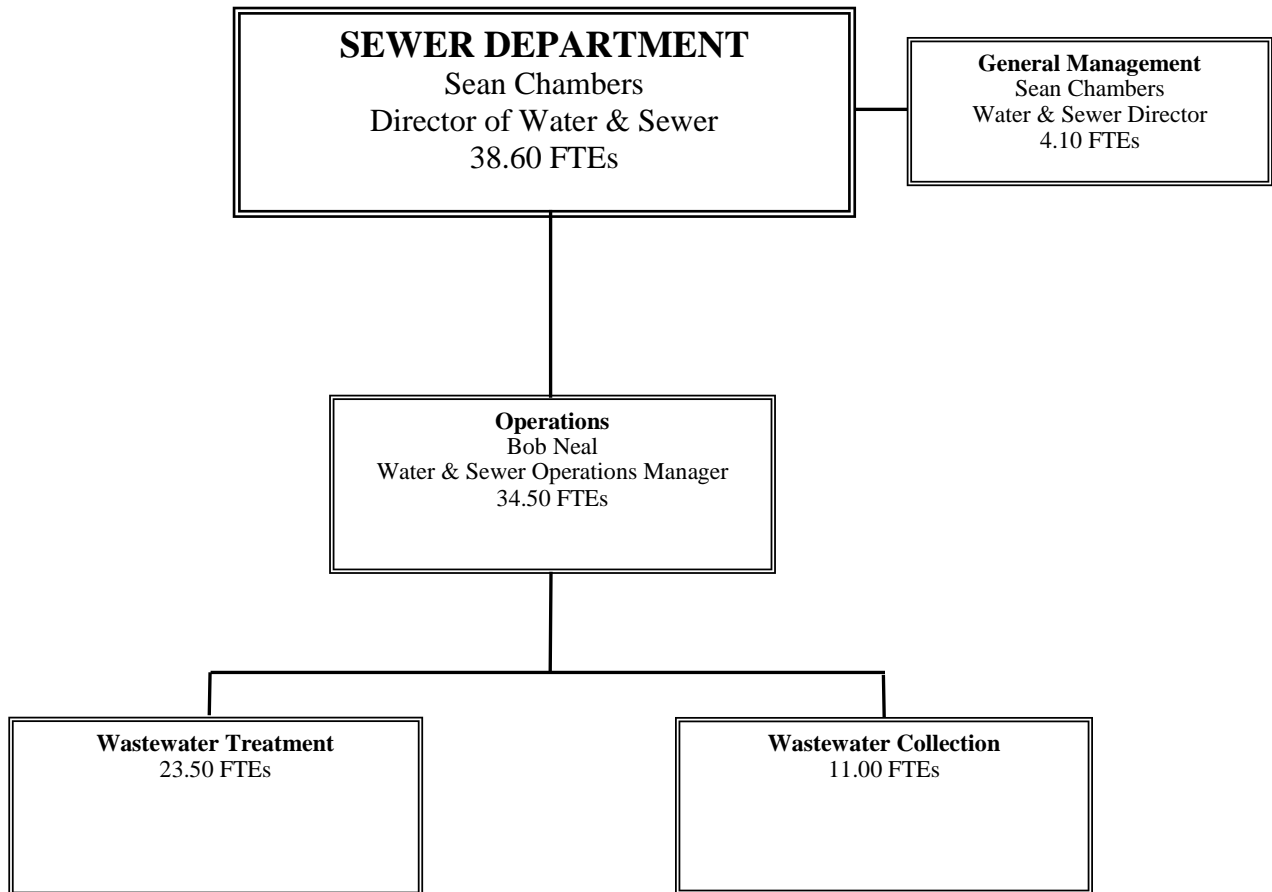 SEWER DEPARTMENT
Sean Chambers
Director of Water & Sewer
38.60 FTEs
General Management
Sean Chambers
Water & Sewer Director
4.10 FTEs
Operations
Bob Neal
Water & Sewer Operations Manager
34.50 FTEs
Wastewater Treatment
23.50 FTEs
Wastewater Collection
11.00 FTEs